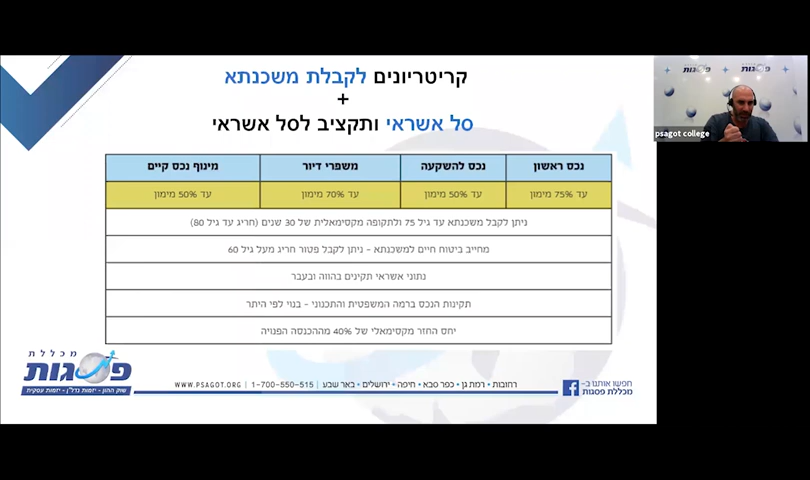 קריטריונים לקבלת משכנתא
+
סל אשראי ותקציב לסל אשראי
נכס ראשון
נכס להשקעה
משפרי דיור
מינוף נכס קיים
עד 75% מימון
עד 50% מימון
עד 70% מימון
עד 50% מימון
ניתן לקבל משכנתא עד גיל 75 ולתקופה מקסימאלית של 30 שנים (חריג עד גיל 80)
מחייב ביטוח חיים למשכנתא – ניתן לקבל פטור חריג מעל גיל 60
נתוני אשראי תקינים בהווה ובעבר
תקינות הנכס ברמה המשפטית והתכנוני – בנוי לפי היתר
יחס החזר מקסימאלי של 40% מההכנסה הפנויה
מכללת
פסגות
שוק ההון - יזמות נדל"ן - יזמות עסקית
רחובות • רמת גן • כפר סבא • חיפה • ירושלים • באר שבע | 1-700-550-515 | WWW.PSAGOT.ORG
חפשו אותנו ב-
מכללת פסגות
פסגות
פסגות
psagot college